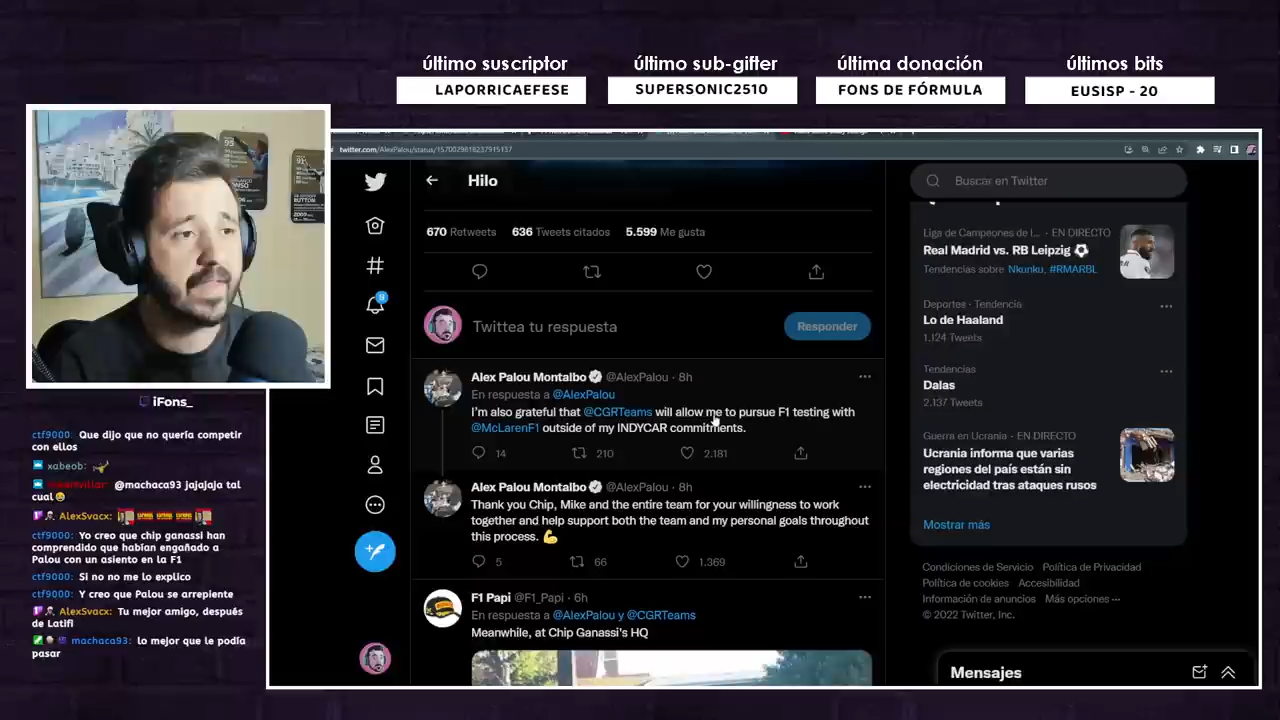 último suscriptor
último sub-gifter
última donación
últimos bits
LAPORRICAEFESE
SUPERSONIC2510
FONS DE FÓRMULA
EUSISP - 20
twitter.com/AlexPalou/status/1570029818237915137
Hilo
Buscar en Twitter
670 Retweets 636 Tweets citados 5.599 Me gusta
Twittea tu respuesta
Responder
Alex Palou Montalbo @AlexPalou · 8h
En respuesta a @AlexPalou
I'm also grateful that @CGRTeams will allow me to pursue F1 testing with
@McLarenF1 outside of my INDYCAR commitments.
14 210 2.181
Alex Palou Montalbo @AlexPalou · 8h
Thank you Chip, Mike and the entire team for your willingness to work
together and help support both the team and my personal goals throughout
this process. 💪
5 66 1.369
F1 Papi @F1_Papi · 6h
En respuesta a @AlexPalou y @CGRTeams
Meanwhile, at Chip Ganassi's HQ
Liga de Campeones de l... · EN DIRECTO
Real Madrid vs. RB Leipzig ⚽
Tendencias sobre Nkunku, #RMARBL
Deportes · Tendencia
Lo de Haaland
1.124 Tweets
Tendencias
Dalas
2.137 Tweets
Guerra en Ucrania · EN DIRECTO
Ucrania informa que varias
regiones del país están sin
electricidad tras ataques rusos
Mostrar más
Condiciones de Servicio Política de Privacidad
Política de cookies Accesibilidad
Información de anuncios Más opciones ···
© 2022 Twitter, Inc.
Mensajes
9
BUTTON
iFons_
ctf9000: Que dijo que no quería competir
con ellos
xabeob:
@machaca93 jajajaja tal
cual
AlexSvacx:
ctf9000: Yo creo que chip ganassi han
comprendido que habían engañado a
Palou con un asiento en la F1
ctf9000: Si no no me lo explico
ctf9000: Y creo que Palou se arrepiente
AlexSvacx: Tu mejor amigo, después
de Latifi
machaca93: lo mejor que le podía
pasar